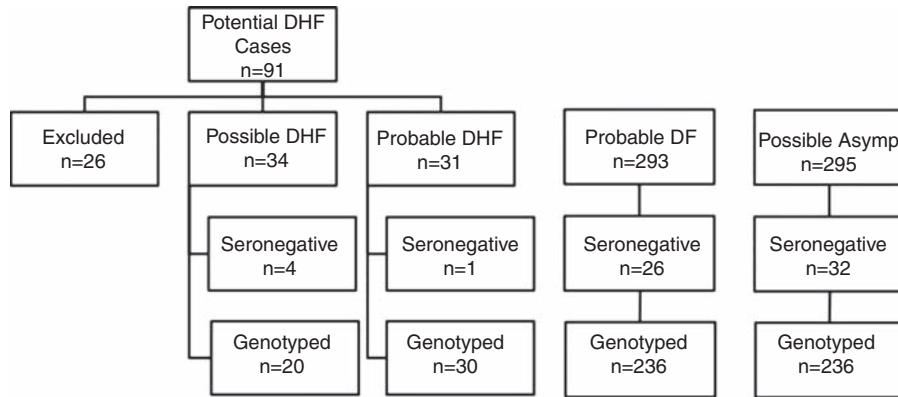 Potential DHF
Cases
n=91
Excluded
n=26
Possible DHF
n=34
Probable DHF
n=31
Probable DF
n=293
Possible Asymp
n=295
Seronegative
n=4
Seronegative
n=1
Seronegative
n=26
Seronegative
n=32
Genotyped
n=20
Genotyped
n=30
Genotyped
n=236
Genotyped
n=236